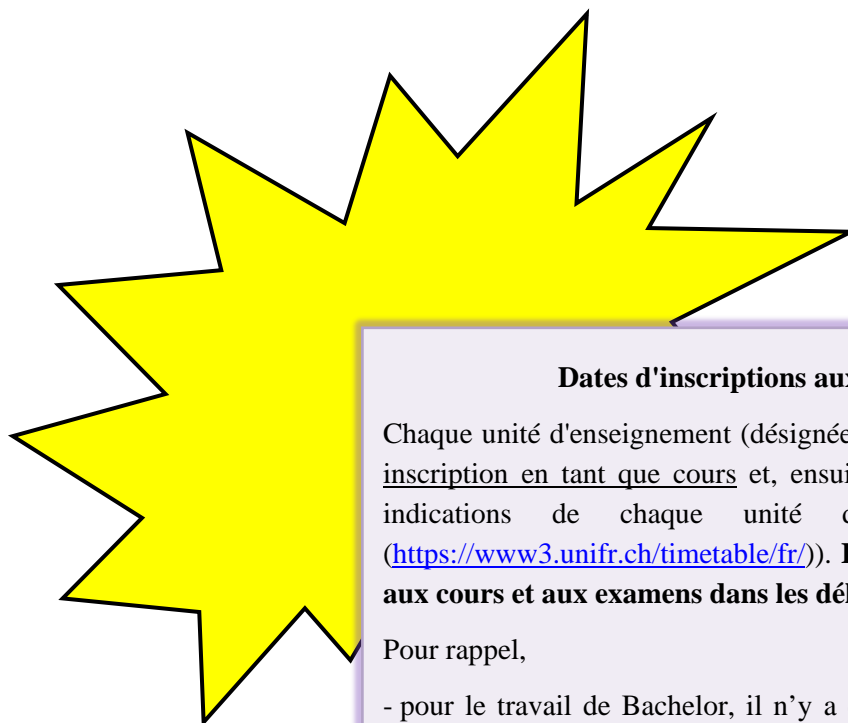 Dates d'inscriptions aux
Chaque unité d'enseignement (désignée
inscription en tant que cours et, ensui
indications de chaque unité
(https://www3.unifr.ch/timetable/fr/)).
aux cours et aux examens dans les dél
Pour rappel,
- pour le travail de Bachelor, il n’y a